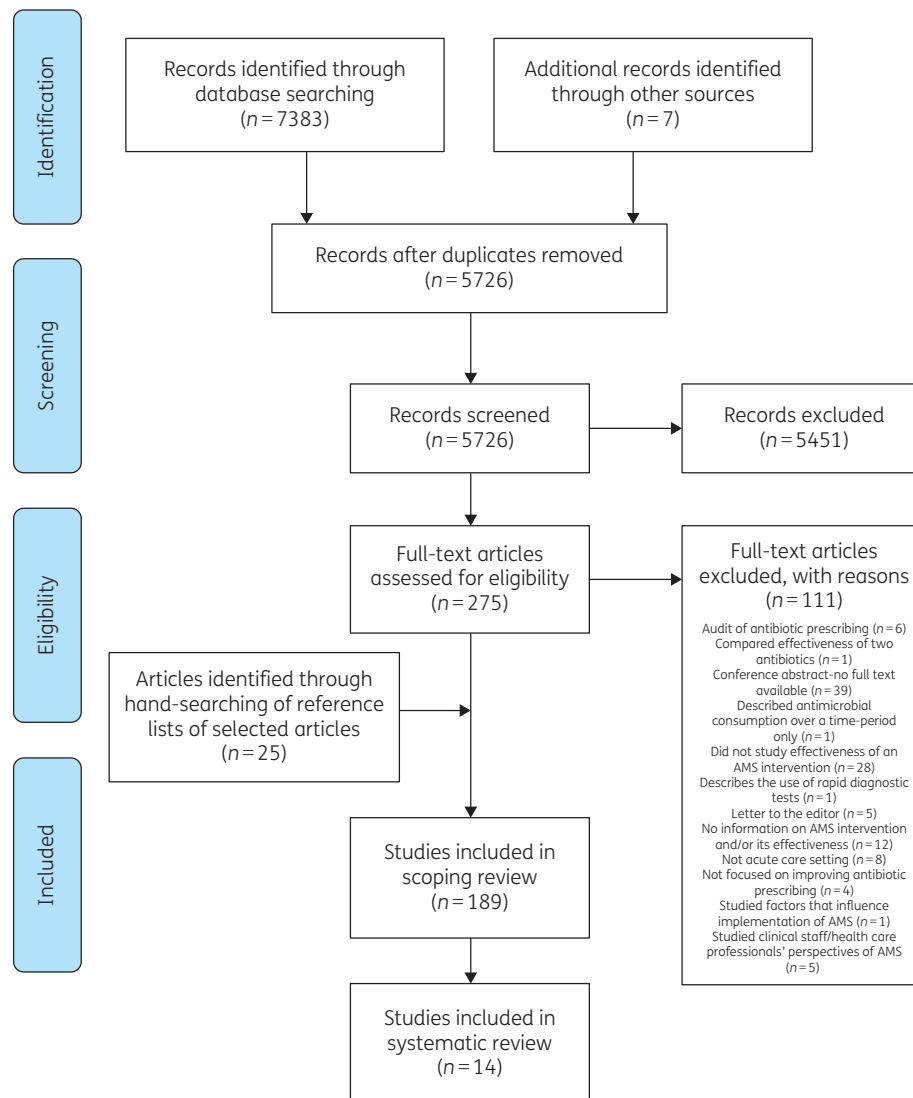 Identification
Records identified through
database searching
(n=7383)
Additional records identified
through other sources
(n=7)
Records after duplicates removed
(n=5726)
Screening
Records screened
(n=5726)
Records excluded
(n=5451)
Eligibility
Full-text articles
assessed for eligibility
(n=275)
Full-text articles
excluded, with reasons
(n=111)
Audit of antibiotic prescribing (n=6)
Compared effectiveness of two
antibiotics (n=1)
Conference abstract-no full text
available (n=39)
Described antimicrobial
consumption over a time-period
only (n=1)
Did not study effectiveness of an
AMS intervention (n=28)
Describes the use of rapid diagnostic
tests (n=1)
Letter to the editor (n=5)
No information on AMS intervention
and/or its effectiveness (n=12)
Not acute care setting (n=8)
Not focused on improving antibiotic
prescribing (n=4)
Studied factors that influence
implementation of AMS (n=1)
Studied clinical staff/health care
professionals' perspectives of AMS
(n=5)
Articles identified through
hand-searching of reference
lists of selected articles
(n=25)
Included
Studies included in
scoping review
(n=189)
Studies included in
systematic review
(n=14)